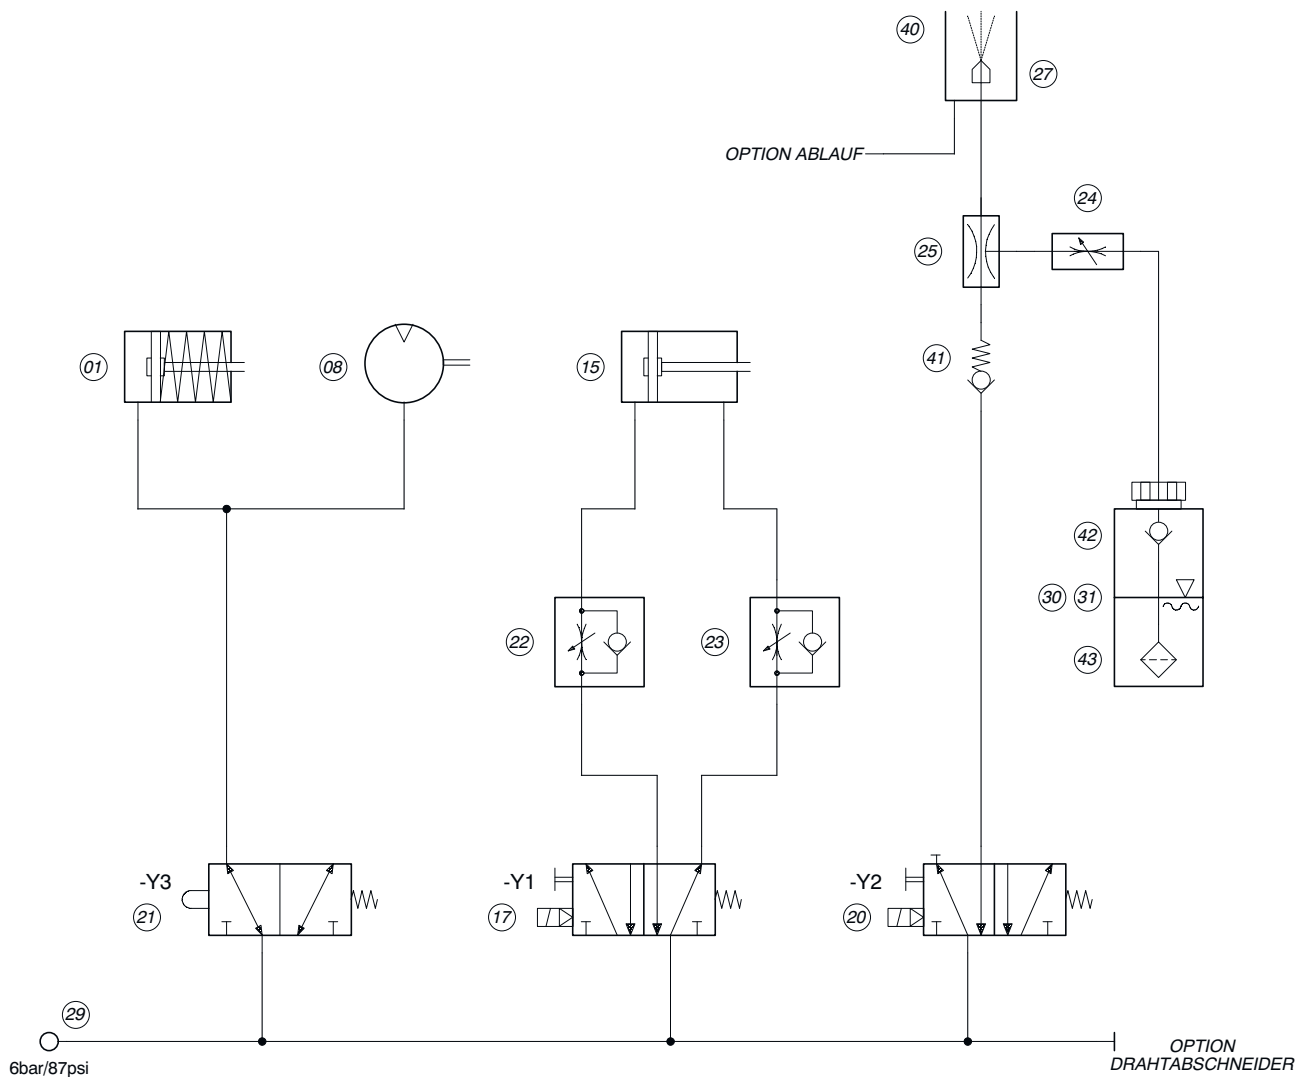 40
27
OPTION ABLAUF
24
25
01
08
15
41
42
30 31
22
23
43
-Y3
-Y1
-Y2
21
17
20
29
6bar/87psi
OPTION
DRAHTABSCHNEIDER